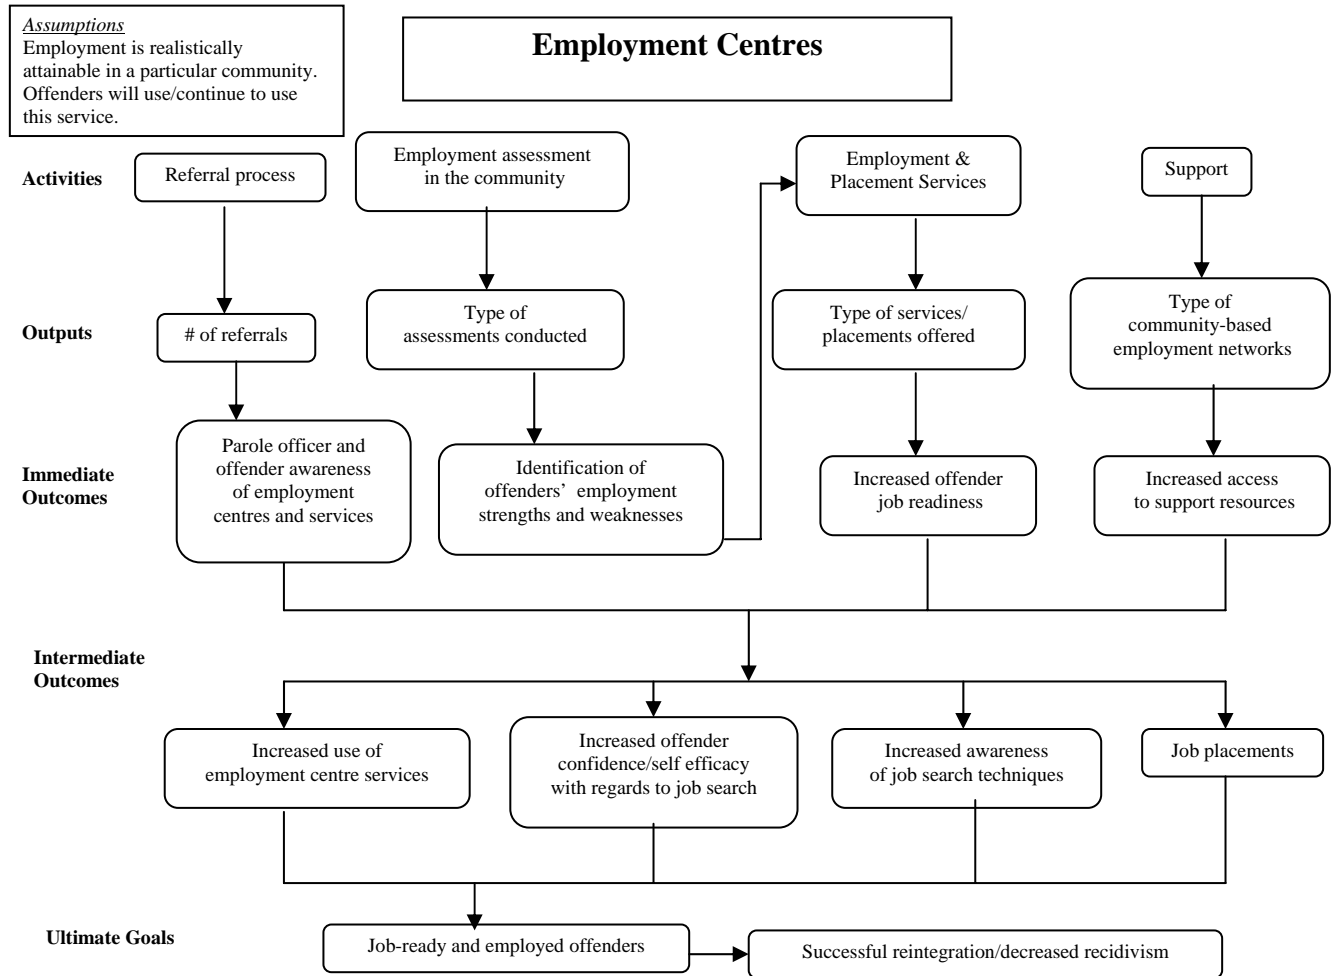 Assumptions
Employment is realistically
attainable in a particular community.
Offenders will use/continue to use
this service.
Employment Centres
Activities
Referral process
Employment assessment
in the community
Employment &
Placement Services
Support
Outputs
# of referrals
Type of
assessments conducted
Type of services/
placements offered
Type of
community-based
employment networks
Immediate
Outcomes
Parole officer and
offender awareness
of employment
centres and services
Identification of
offenders' employment
strengths and weaknesses
Increased offender
job readiness
Increased access
to support resources
Intermediate
Outcomes
Increased use of
employment centre services
Increased offender
confidence/self efficacy
with regards to job search
Increased awareness
of job search techniques
Job placements
Ultimate Goals
Job-ready and employed offenders
Successful reintegration/decreased recidivism